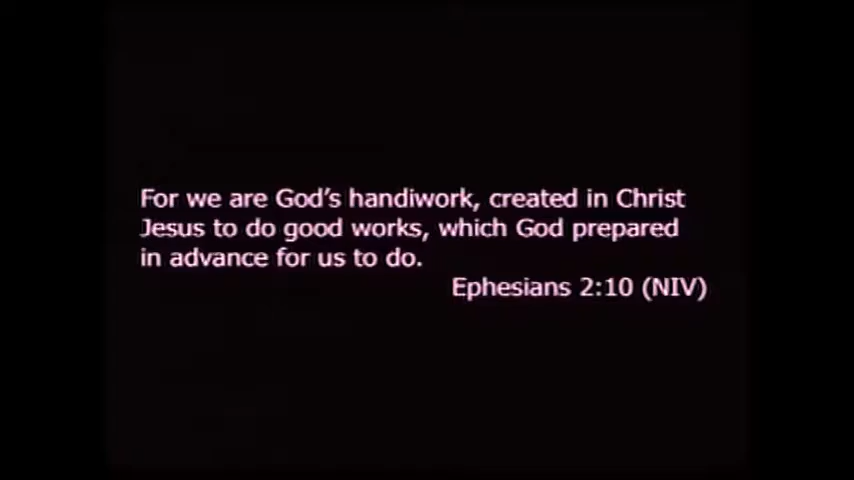 For we are God's handiwork, created in Christ
Jesus to do good works, which God prepared
in advance for us to do.
Ephesians 2:10 (NIV)